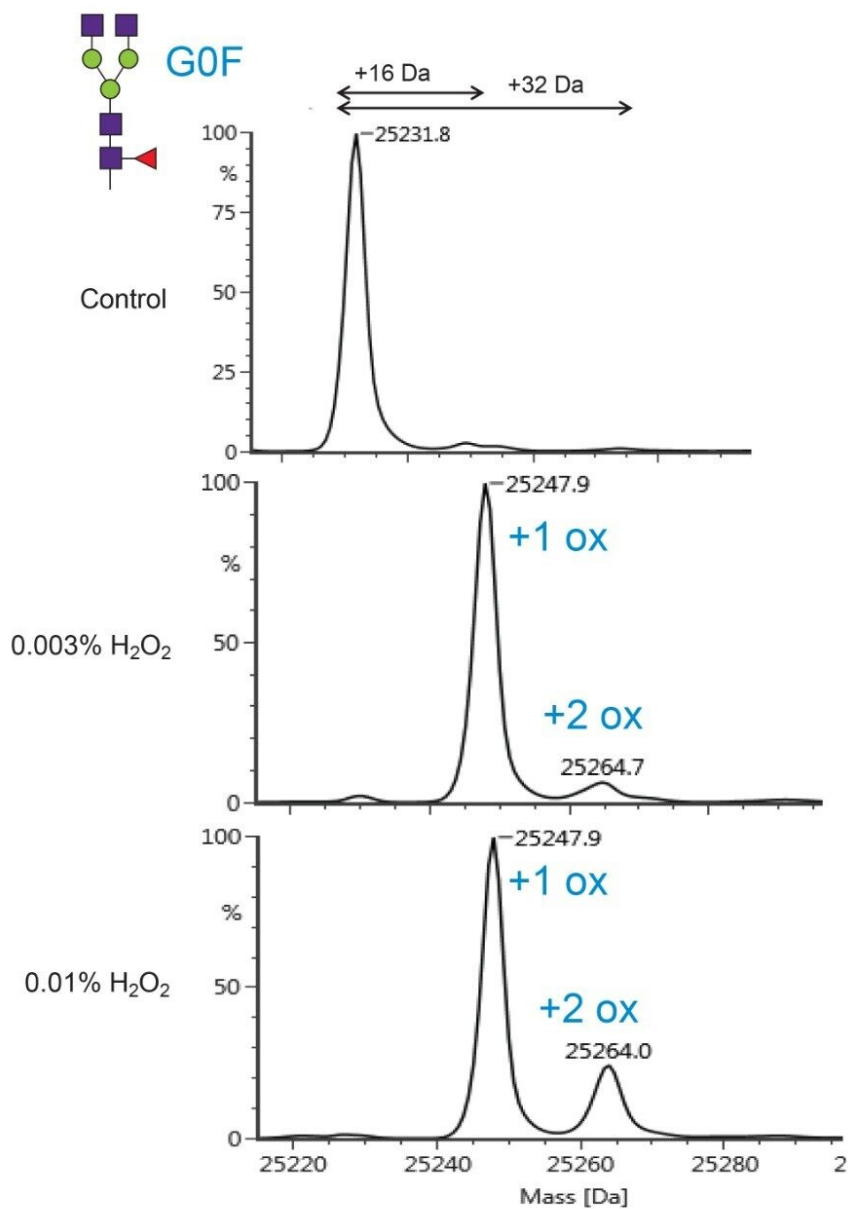 G0F
+16 Da
+32 Da
100
25231.8
%
75
Control
50
25
0
100
25247.9
+1 ox
%
50
0.003% H₂O₂
+2 ox
25264.7
0
100
25247.9
+1 ox
%
0.01% H₂O₂
50
+2 ox
25264.0
0
25220 25240 25260 25280 2
Mass [Da]